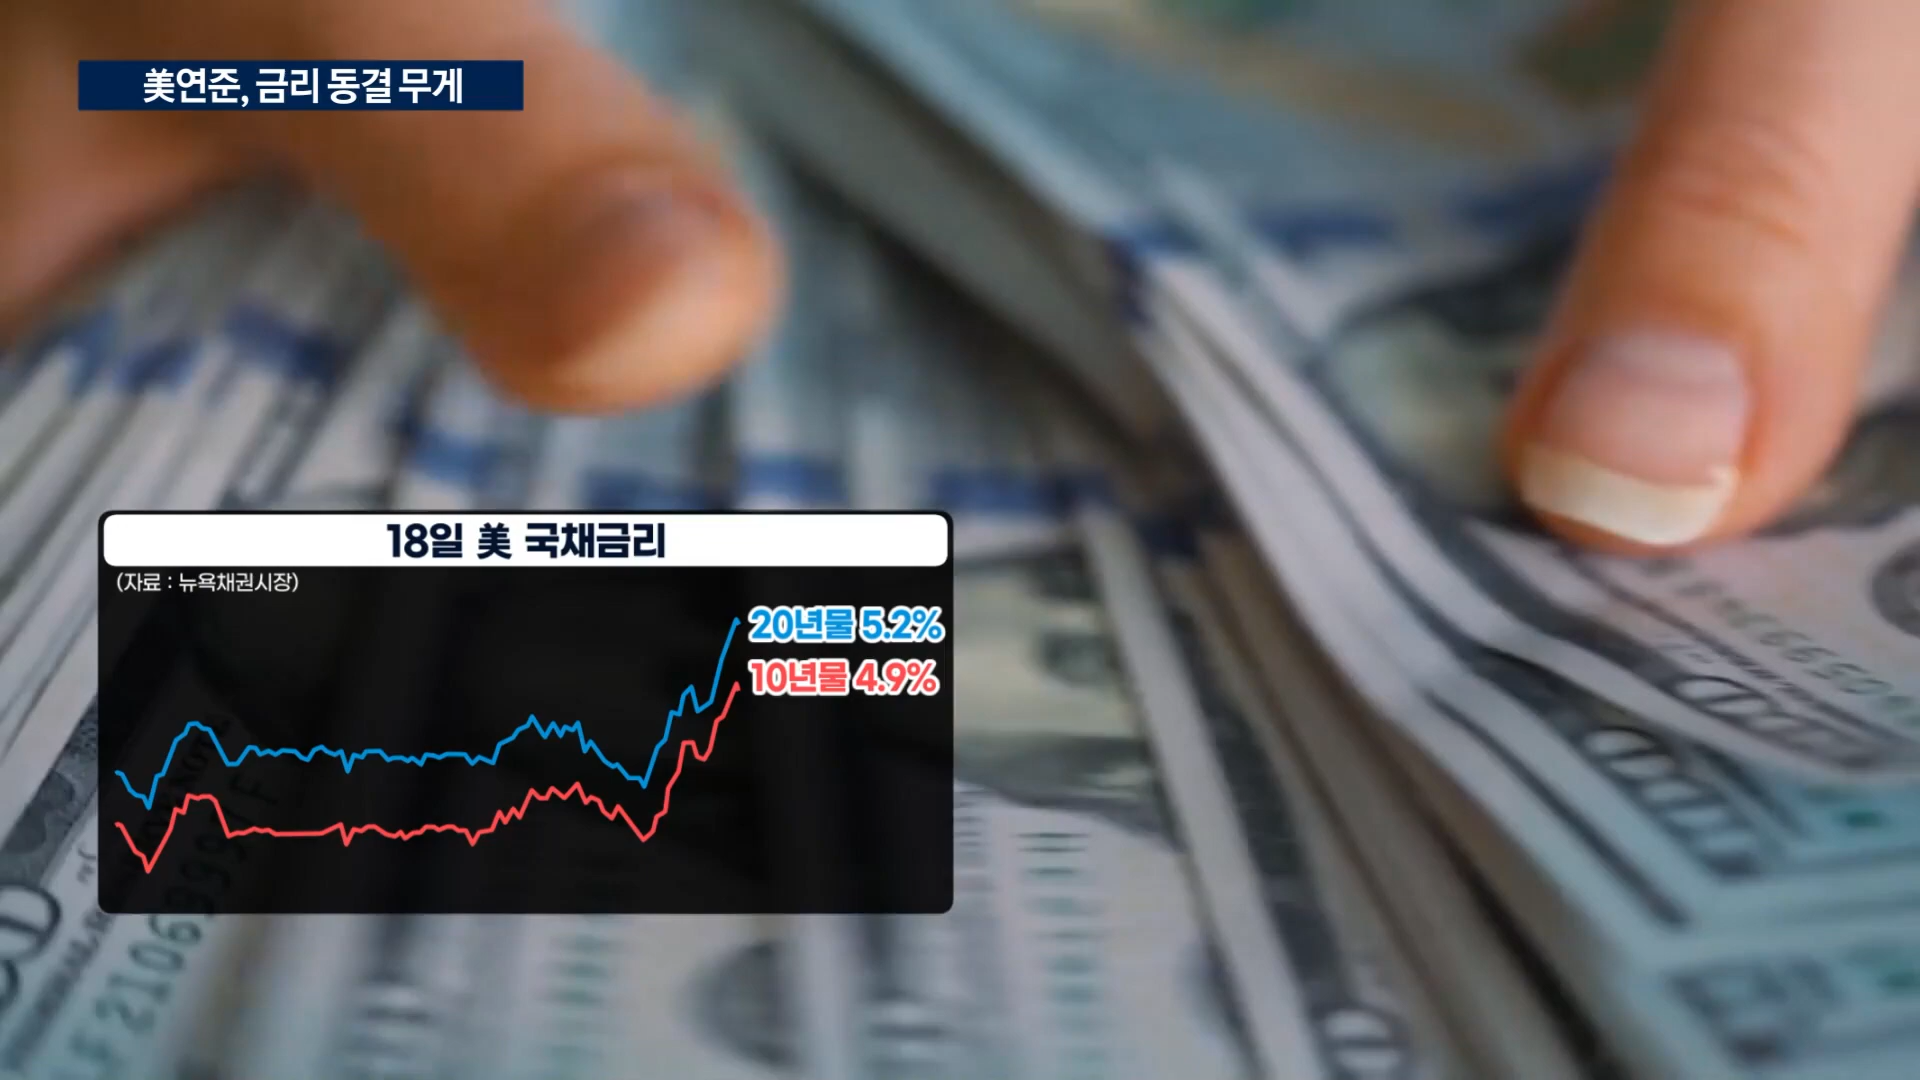 美연준, 금리 동결 무게
18일 美 국채금리
(자료 : 뉴욕채권시장)
20년물 5.2%
10년물 4.9%